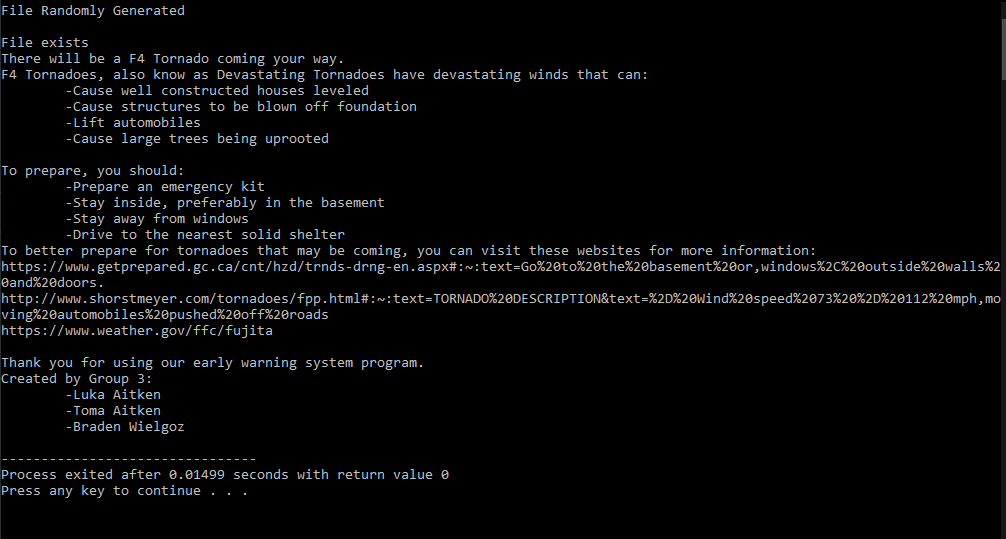 File Randomly Generated
File exists
There will be a F4 Tornado coming your way.
F4 Tornadoes, also know as Devastating Tornadoes have devastating winds that can:
-Cause well constructed houses leveled
-Cause structures to be blown off foundation
-Lift automobiles
-Cause large trees being uprooted
To prepare, you should:
-Prepare an emergency kit
-Stay inside, preferably in the basement
-Stay away from windows
-Drive to the nearest solid shelter
To better prepare for tornadoes that may be coming, you can visit these websites for more information:
https://www.getprepared.gc.ca/cnt/hzd/trnds-drng-en.aspx#:~:text=Go%20to%20the%20basement%20or,windows%2C%20outside%20walls%2
0and%20doors.
http://www.shorstmeyer.com/tornadoes/fpp.html#:~:text=TORNADO%20DESCRIPTION&text=%2D%20Wind%20speed%2073%20%2D%20112%20mph,mo
ving%20automobiles%20pushed%20off%20roads
https://www.weather.gov/ffc/fujita
Thank you for using our early warning system program.
Created by Group 3:
-Luka Aitken
-Toma Aitken
-Braden Wielgoz
--------------------------------
Process exited after 0.01499 seconds with return value 0
Press any key to continue . . .